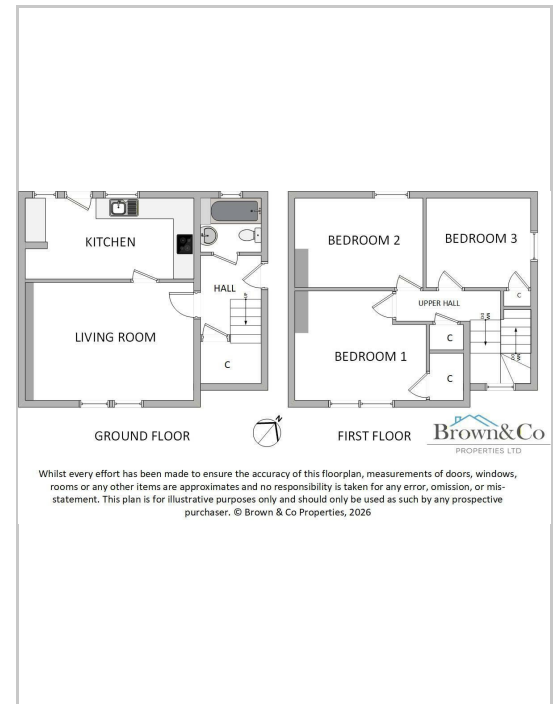 KITCHEN
HALL
UP
LIVING ROOM
C
GROUND FLOOR
BEDROOM 2
BEDROOM 3
C
UPPER HALL
C
BEDROOM 1
C
FIRST FLOOR
N
Brown&Co
PROPERTIES LTD
Whilst every effort has been made to ensure the accuracy of this floorplan, measurements of doors, windows,
rooms or any other items are approximates and no responsibility is taken for any error, omission, or mis-
statement. This plan is for illustrative purposes only and should only be used as such by any prospective
purchaser. © Brown & Co Properties, 2026